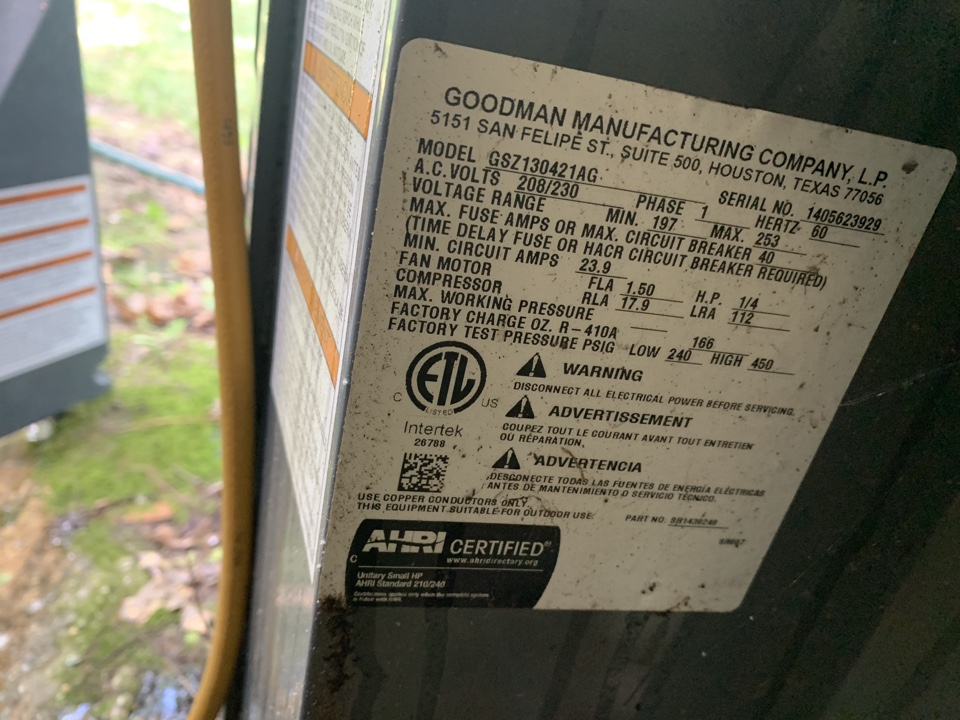 GOODMAN MANUFACTURING COMPANY, L.P.
5151 SAN FELIPE ST., SUITE 500, HOUSTON, TEXAS 77056
MODEL GSZ130421AG SERIAL NO. 1405623929
A.C. VOLTS 208/230 PHASE 1 HERTZ 60
VOLTAGE RANGE MIN. 197 MAX. 253
MAX. FUSE AMPS OR MAX. CIRCUIT BREAKER 40
(TIME DELAY FUSE OR HACR CIRCUIT BREAKER REQUIRED)
MIN. CIRCUIT AMPS 23.9
FAN MOTOR FLA 1.50 H.P. 1/4
COMPRESSOR RLA 17.9 LRA 112
MAX. WORKING PRESSURE
FACTORY CHARGE OZ. R-410A 166
FACTORY TEST PRESSURE PSIG LOW 240 HIGH 450
ETL
LISTED
C US
Intertek
26788
WARNING
DISCONNECT ALL ELECTRICAL POWER BEFORE SERVICING.
ADVERTISSEMENT
COUPEZ TOUT LE COURANT AVANT TOUT ENTRETIEN
OU RÉPARATION.
ADVERTENCIA
DESCONECTE TODAS LAS FUENTES DE ENERGÍA ELÉCTRICAS
ANTES DE MANTENIMIENTO O SERVICIO TÉCNICO.
USE COPPER CONDUCTORS ONLY.
THIS EQUIPMENT SUITABLE FOR OUTDOOR USE.
PART NO.
AHRI CERTIFIED®
www.ahridirectory.org
C
Unitary Small HP
AHRI Standard 210/240